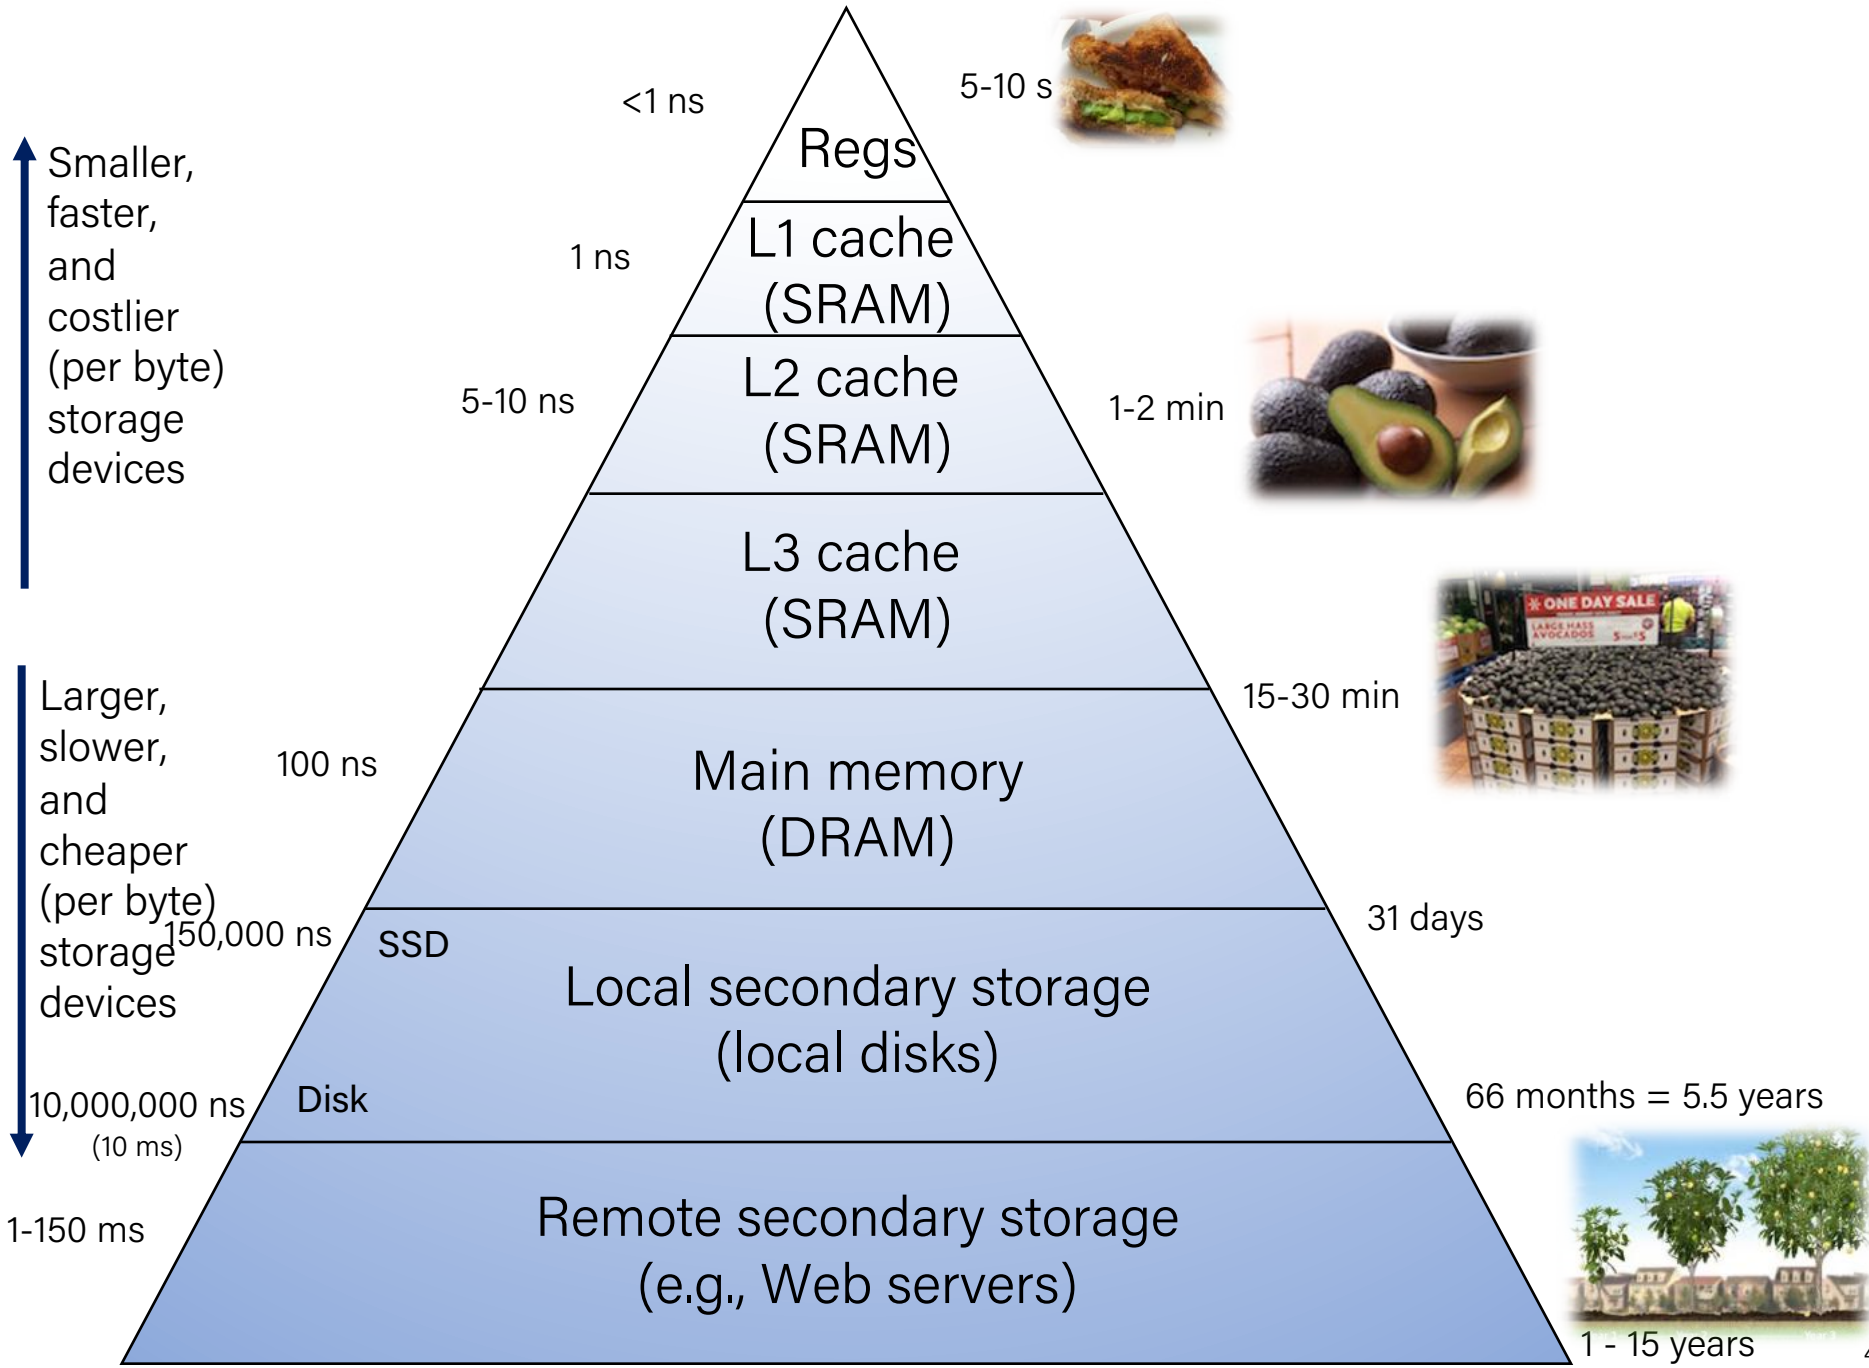 <1 ns
5-10 s
Regs
Smaller,
faster,
and
costlier
(per byte)
storage
devices
1 ns
L1 cache
(SRAM)
5-10 ns
L2 cache
(SRAM)
1-2 min
L3 cache
(SRAM)
ONE DAY SALE
LARGE HASS
AVOCADOS
15-30 min
Larger,
slower,
and
cheaper
(per byte)
storage
devices
100 ns
Main memory
(DRAM)
150,000 ns
SSD
31 days
Local secondary storage
(local disks)
10,000,000 ns
(10 ms)
Disk
66 months = 5.5 years
1-150 ms
Remote secondary storage
(e.g., Web servers)
1 - 15 years